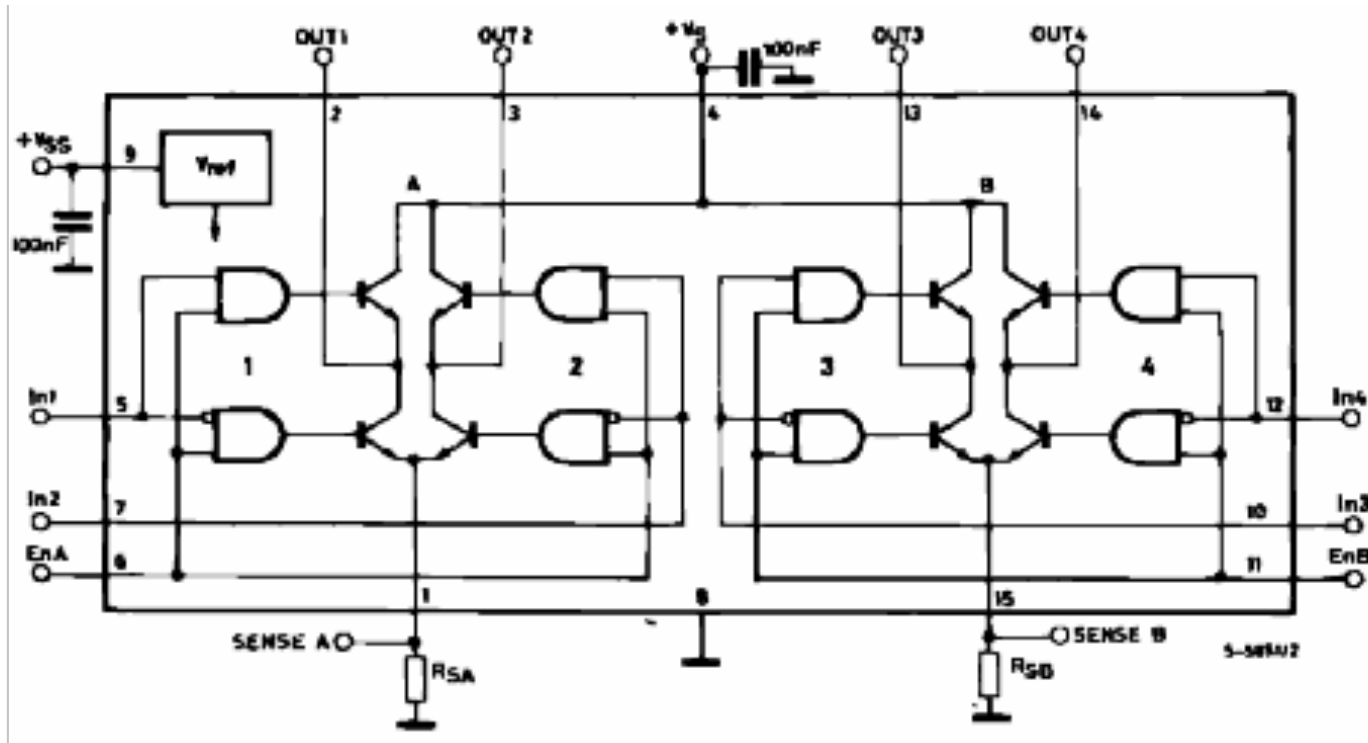 OUT1 OUT2 +Vs 100nF OUT3 OUT4
2 3 4 13 14
+VSS 9 Vref
A B
100nF
1 2 3 4
In1 5 12 In4
In2 7 10 In3
EnA 6 11 EnB
1 8 15
SENSE A SENSE B
RSA RSB